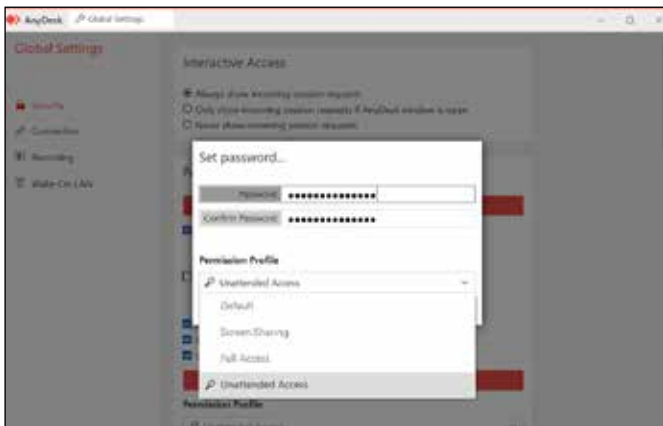 AnyDesk
Global Settings
Global Settings
Interactive Access
Always show incoming session requests
Only show incoming session requests if AnyDesk window is open
Never show incoming session requests
Security
Connection
Recording
Wake-On-LAN
Set password...
Password
Confirm Password
Permission Profile
Unattended Access
Default
Screen Sharing
Full Access
Unattended Access
Permission Profile